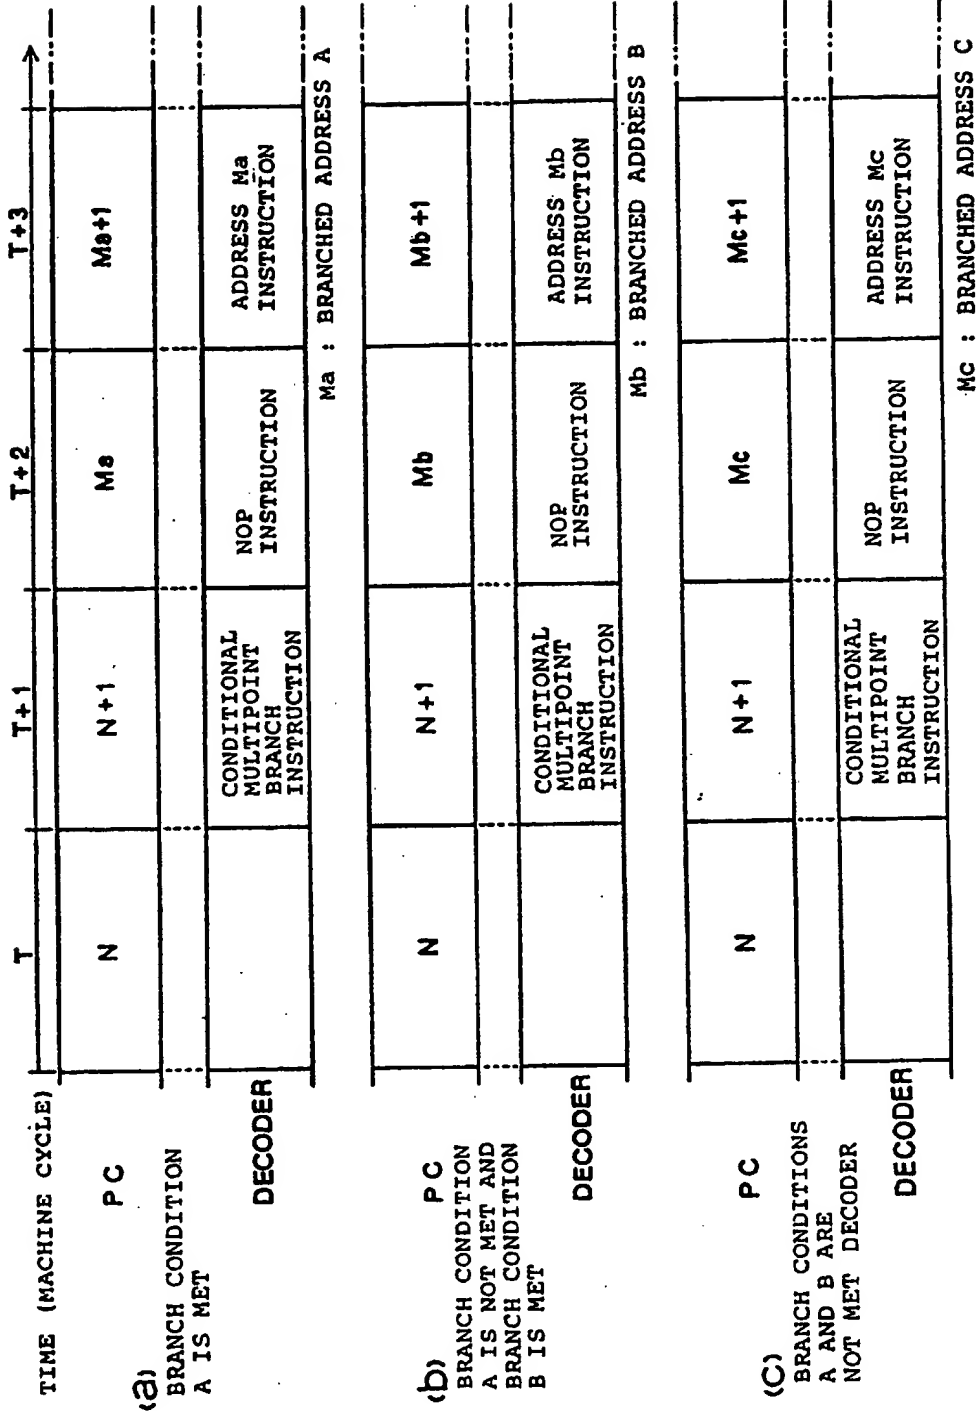 TIME (MACHINE CYCLE)
T
T+1
T+2
T+3
(a)
BRANCH CONDITION
A IS MET
PC
N
N+1
Ma
Ma+1
DECODER
CONDITIONAL
MULTIPOINT
BRANCH
INSTRUCTION
NOP
INSTRUCTION
ADDRESS Ma
INSTRUCTION
Ma : BRANCHED ADDRESS A
(b)
BRANCH CONDITION
A IS NOT MET AND
BRANCH CONDITION
B IS MET
PC
N
N+1
Mb
Mb+1
DECODER
CONDITIONAL
MULTIPOINT
BRANCH
INSTRUCTION
NOP
INSTRUCTION
ADDRESS Mb
INSTRUCTION
Mb : BRANCHED ADDRESS B
(C)
BRANCH CONDITIONS
A AND B ARE
NOT MET DECODER
PC
N
N+1
Mc
Mc+1
DECODER
CONDITIONAL
MULTIPOINT
BRANCH
INSTRUCTION
NOP
INSTRUCTION
ADDRESS Mc
INSTRUCTION
Mc : BRANCHED ADDRESS C